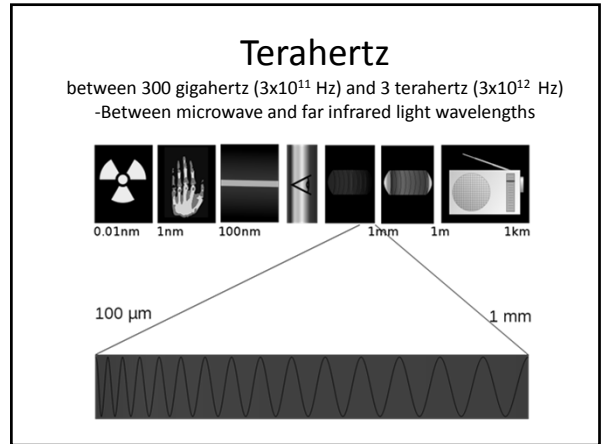 Terahertz
between 300 gigahertz (3x10¹¹ Hz) and 3 terahertz (3x10¹² Hz)
-Between microwave and far infrared light wavelengths
0.01nm 1nm 100nm 1mm 1m 1km
100 µm 1 mm